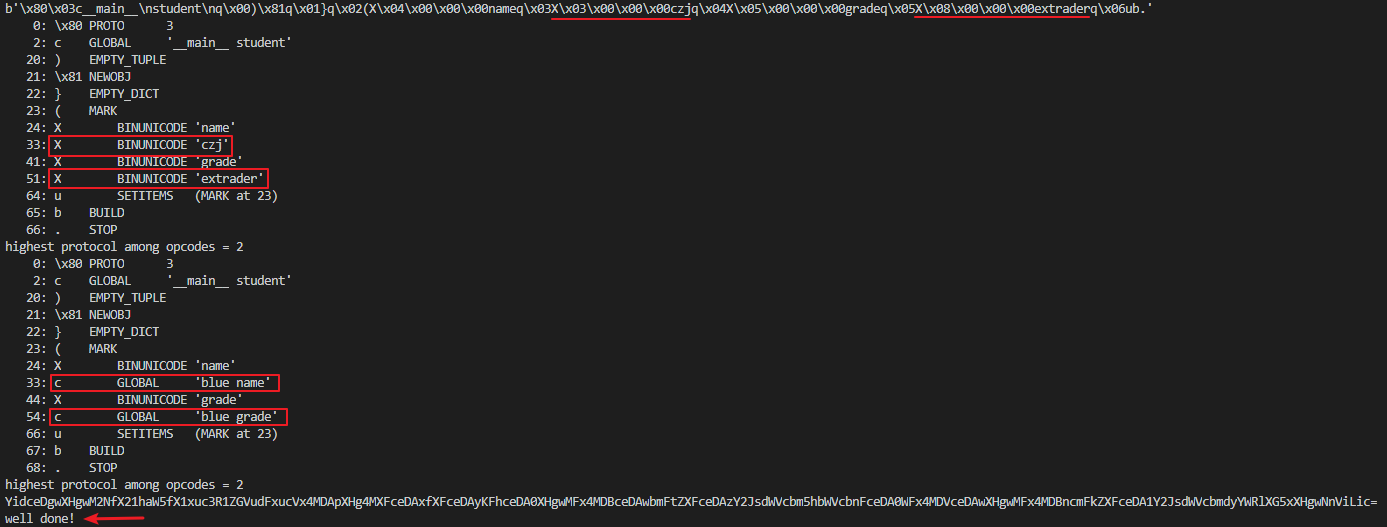 b'\x80\x03c__main__\nstudent\nq\x00)\x81q\x01}q\x02(X\x04\x00\x00\x00nameq\x03X\x03\x00\x00\x00czjq\x04X\x05\x00\x00\x00gradeq\x05X\x08\x00\x00\x00extraderq\x06ub.'
0: \x80 PROTO 3
2: c GLOBAL '__main__ student'
20: ) EMPTY_TUPLE
21: \x81 NEWOBJ
22: } EMPTY_DICT
23: ( MARK
24: X BINUNICODE 'name'
33: X BINUNICODE 'czj'
41: X BINUNICODE 'grade'
51: X BINUNICODE 'extrader'
64: u SETITEMS (MARK at 23)
65: b BUILD
66: . STOP
highest protocol among opcodes = 2
0: \x80 PROTO 3
2: c GLOBAL '__main__ student'
20: ) EMPTY_TUPLE
21: \x81 NEWOBJ
22: } EMPTY_DICT
23: ( MARK
24: X BINUNICODE 'name'
33: c GLOBAL 'blue name'
44: X BINUNICODE 'grade'
54: c GLOBAL 'blue grade'
66: u SETITEMS (MARK at 23)
67: b BUILD
68: . STOP
highest protocol among opcodes = 2
YidceDgwXHgwM2NfX21haW5fX1xuc3R1ZGVudFxucVx4MDApXHg4MXFceDAxfXFceDAyKFhceDA0XHgwMFx4MDBceDAwbmFtZXFceDAzY2JsdWVcbm5hbWVcbnFceDA0WFx4MDVceDAwXHgwMFx4MDBncmFkZXFceDA1Y2JsdWVcbmdyYWRlXG5xXHgwNnViLic=
well done!